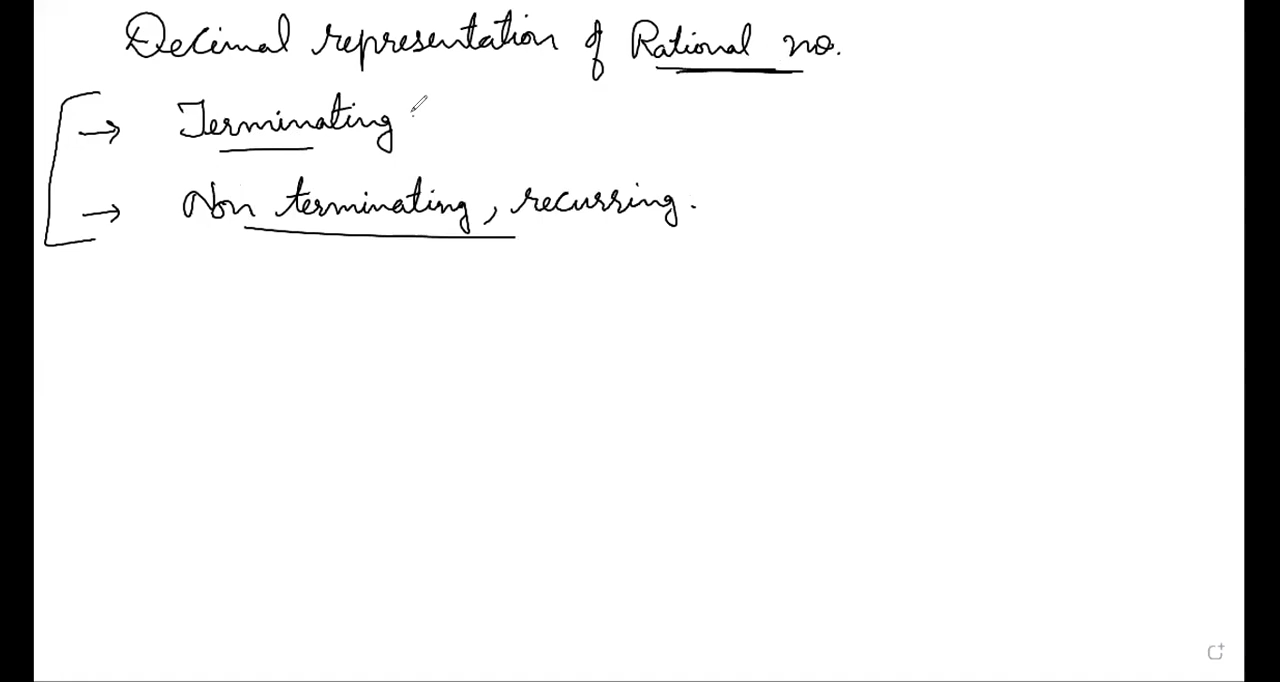 Decimal representation of Rational no.
→ Terminating
→ Non terminating, recurring.